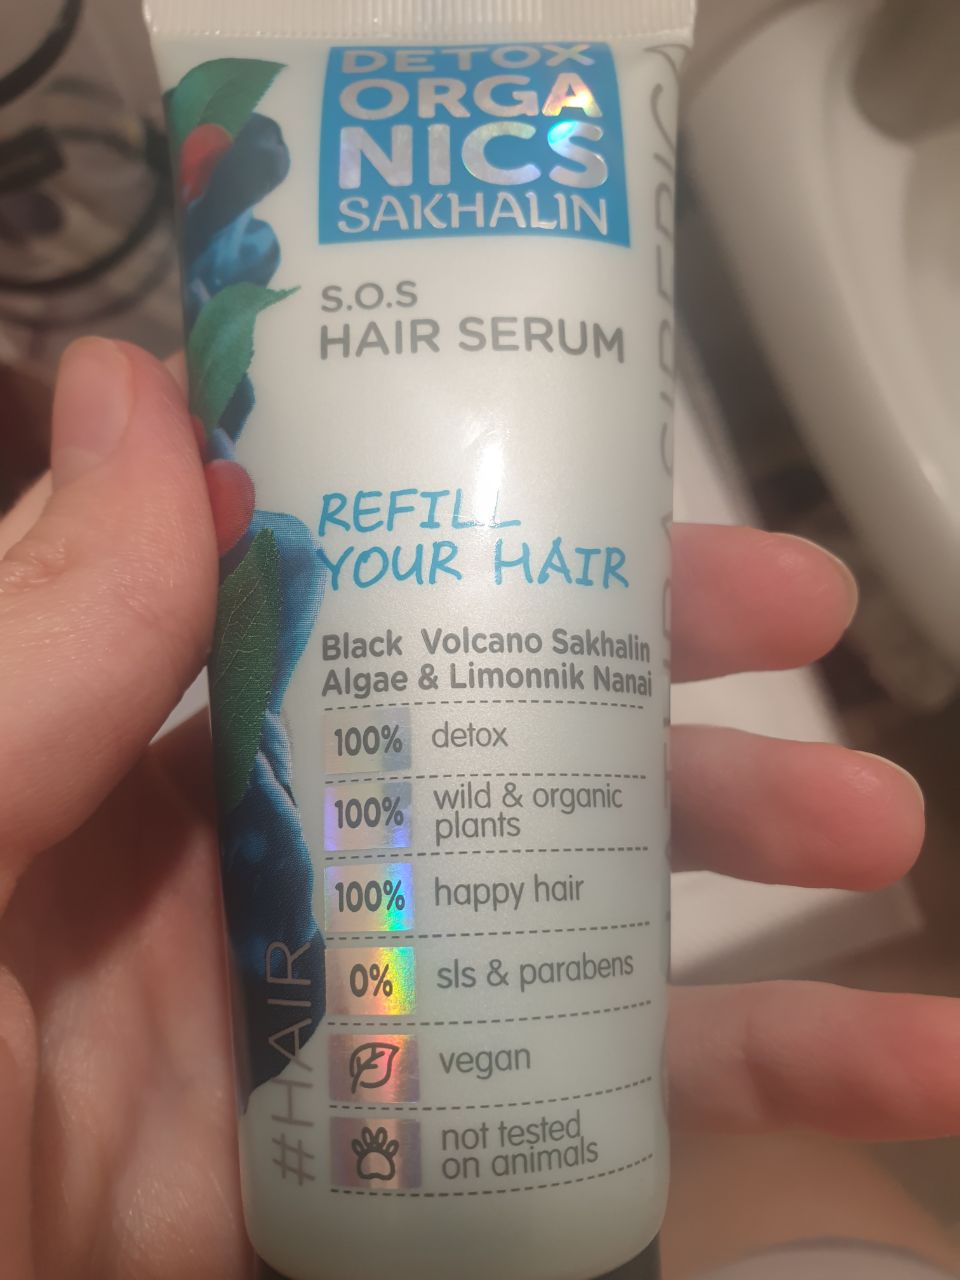 DETOX
ORGA
NICS
SAKHALIN
S.O.S
HAIR SERUM
REFILL
YOUR HAIR
Black Volcano Sakhalin
Algae & Limonnik Nanai
100% detox
100% wild & organic
plants
100% happy hair
0% sls & parabens
vegan
not tested
on animals
#HAIR